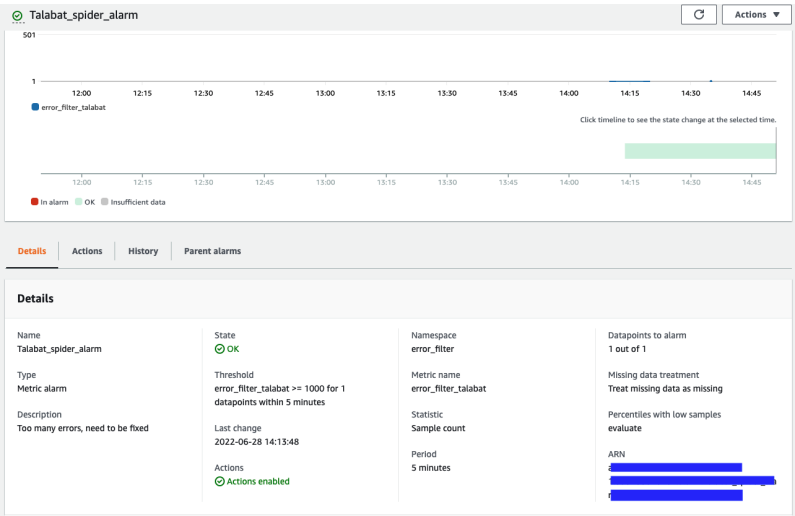 Talabat_spider_alarm
Actions
501
1
12:00 12:15 12:30 12:45 13:00 13:15 13:30 13:45 14:00 14:15 14:30 14:45
error_filter_talabat
Click timeline to see the state change at the selected time.
12:00 12:15 12:30 12:45 13:00 13:15 13:30 13:45 14:00 14:15 14:30 14:45
In alarm OK Insufficient data
Details Actions History Parent alarms
Details
Name
Talabat_spider_alarm
Type
Metric alarm
Description
Too many errors, need to be fixed
State
OK
Threshold
error_filter_talabat >= 1000 for 1
datapoints within 5 minutes
Last change
2022-06-28 14:13:48
Actions
Actions enabled
Namespace
error_filter
Metric name
error_filter_talabat
Statistic
Sample count
Period
5 minutes
Datapoints to alarm
1 out of 1
Missing data treatment
Treat missing data as missing
Percentiles with low samples
evaluate
ARN